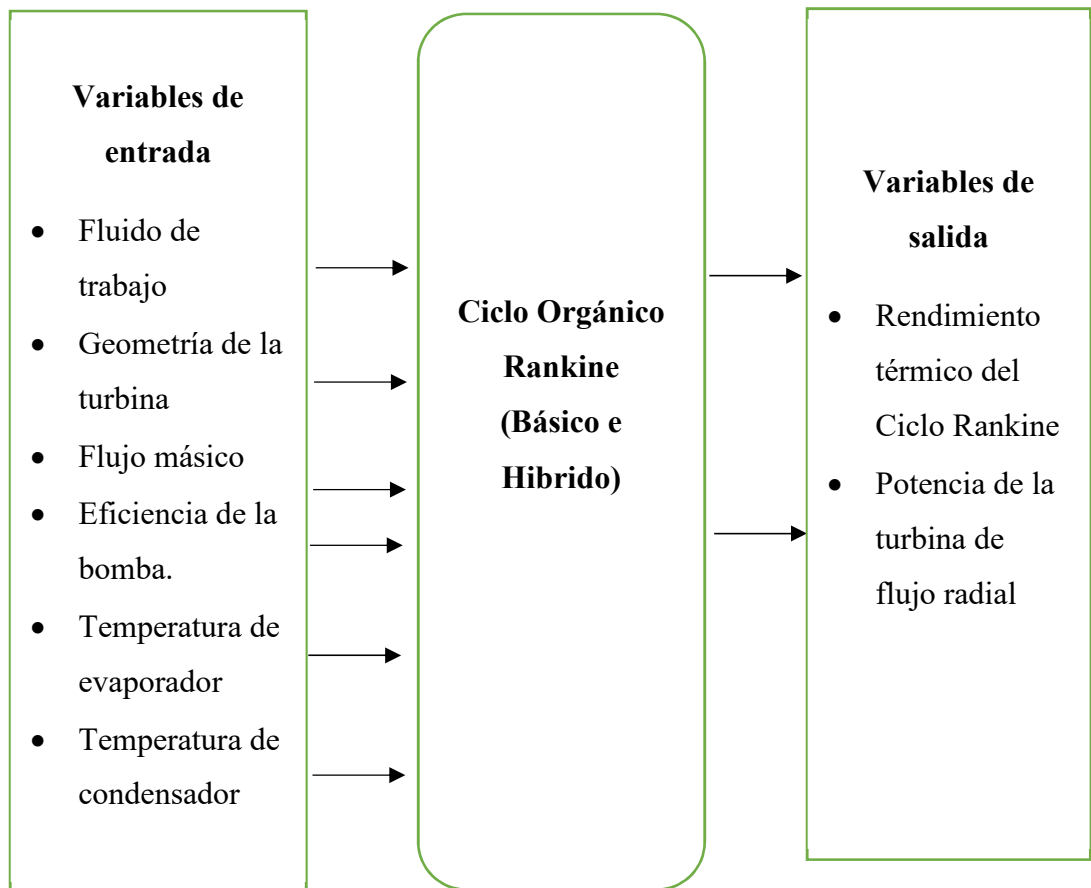 Variables de
entrada
• Fluido de
trabajo
• Geometría de la
turbina
• Flujo másico
• Eficiencia de la
bomba.
• Temperatura de
evaporador
• Temperatura de
condensador
Ciclo Orgánico
Rankine
(Básico e
Hibrido)
Variables de
salida
• Rendimiento
térmico del
Ciclo Rankine
• Potencia de la
turbina de
flujo radial